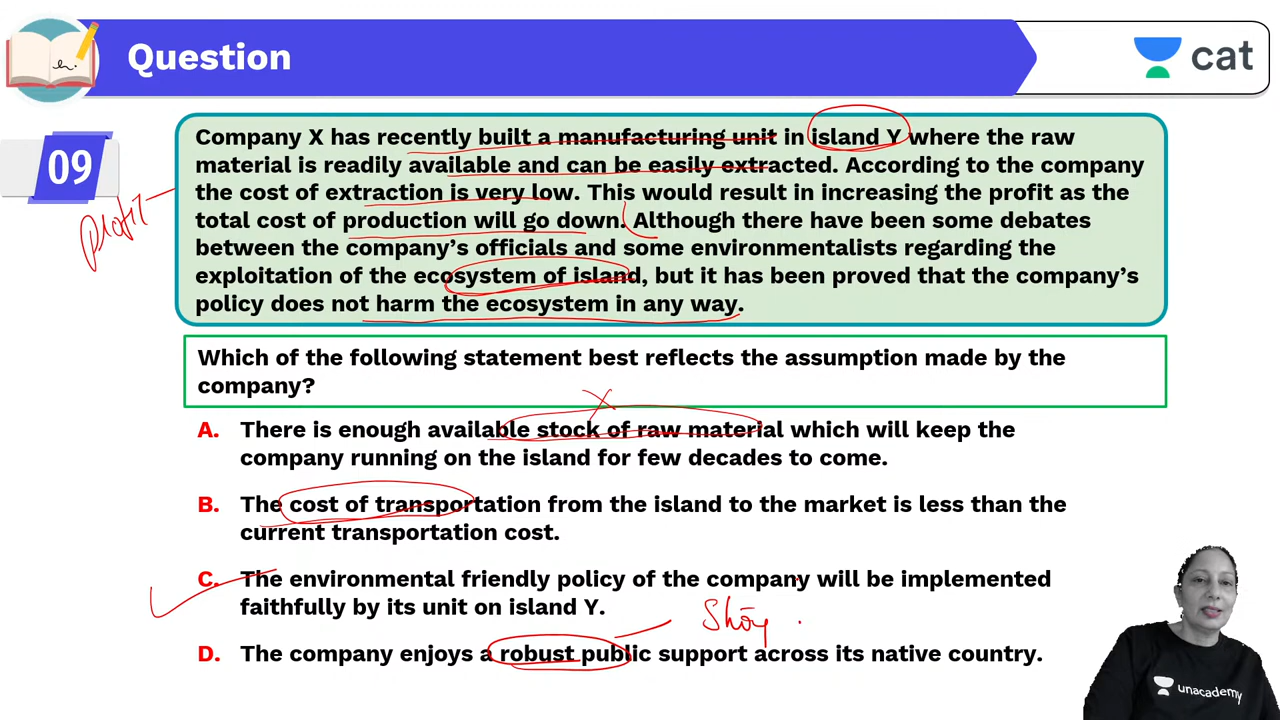 Question
cat
09
Company X has recently built a manufacturing unit in island Y where the raw
material is readily available and can be easily extracted. According to the company
the cost of extraction is very low. This would result in increasing the profit as the
total cost of production will go down. Although there have been some debates
between the company's officials and some environmentalists regarding the
exploitation of the ecosystem of island, but it has been proved that the company's
policy does not harm the ecosystem in any way.
Profit
Which of the following statement best reflects the assumption made by the
company?
A. There is enough available stock of raw material which will keep the
company running on the island for few decades to come.
B. The cost of transportation from the island to the market is less than the
current transportation cost.
C. The environmental friendly policy of the company will be implemented
faithfully by its unit on island Y.
D. The company enjoys a robust public support across its native country.
unacademy